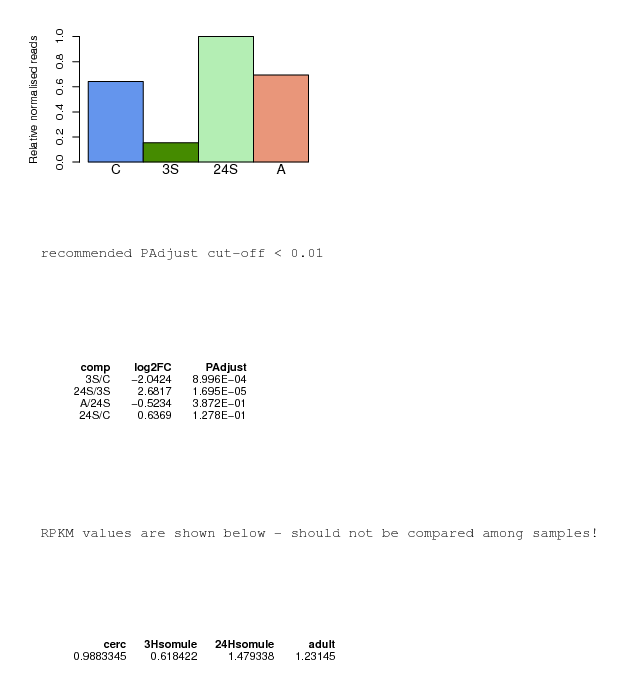 Relative normalised reads
1.0
0.8
0.6
0.4
0.2
0.0
C 3S 24S A
recommended PAdjust cut-off < 0.01
comp log2FC PAdjust
3S/C −2.0424 8.996E−04
24S/3S 2.6817 1.695E−05
A/24S −0.5234 3.872E−01
24S/C 0.6369 1.278E−01
RPKM values are shown below - should not be compared among samples!
cerc 3Hsomule 24Hsomule adult
0.9883345 0.618422 1.479338 1.23145